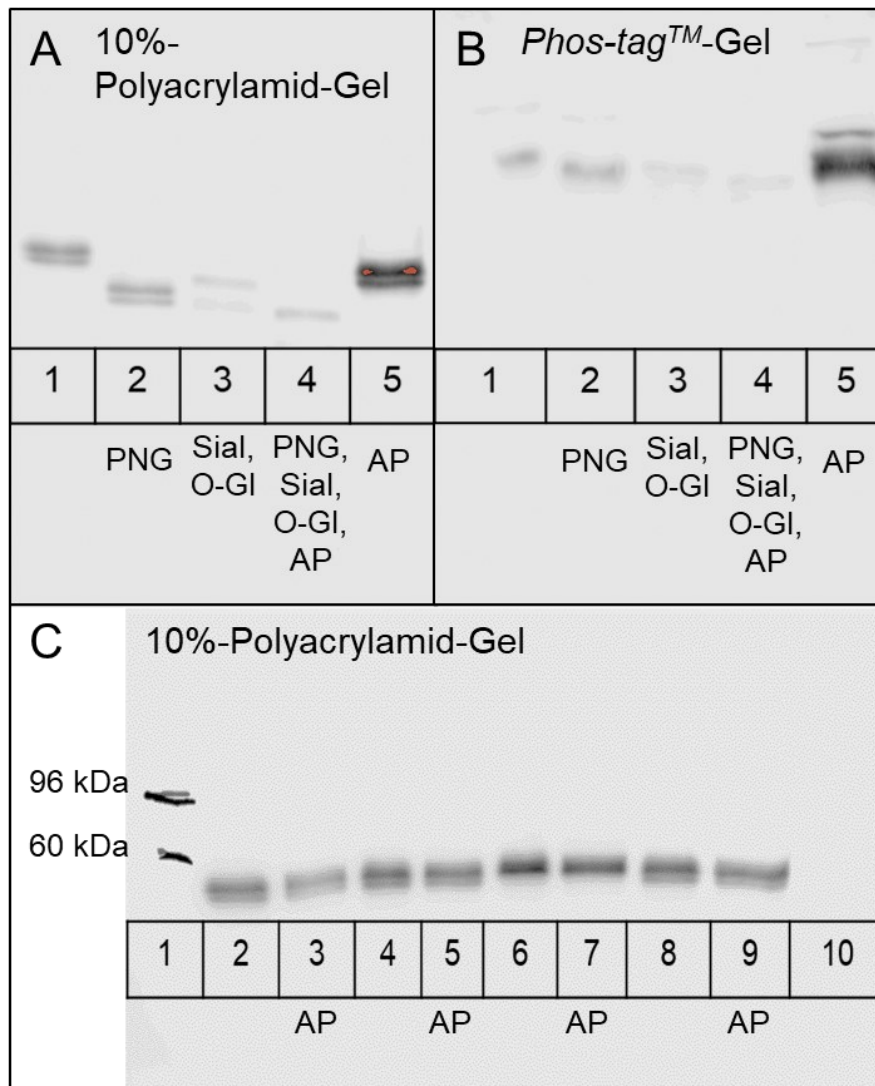 A
10%-
Polyacrylamid-Gel
1 2 3 4 5
PNG
Sial,
O-Gl
PNG,
Sial,
O-Gl,
AP
AP
B
Phos-tag™-Gel
1 2 3 4 5
PNG
Sial,
O-Gl
PNG,
Sial,
O-Gl,
AP
AP
C
10%-Polyacrylamid-Gel
96 kDa
60 kDa
1 2 3 4 5 6 7 8 9 10
AP AP AP AP